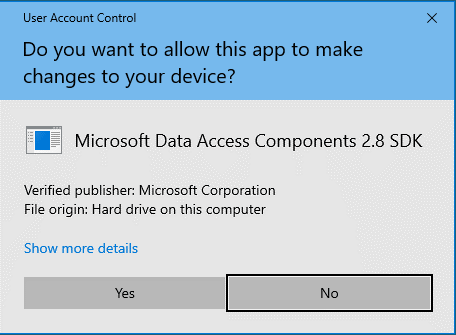 User Account Control
Do you want to allow this app to make
changes to your device?
Microsoft Data Access Components 2.8 SDK
Verified publisher: Microsoft Corporation
File origin: Hard drive on this computer
Show more details
Yes
No